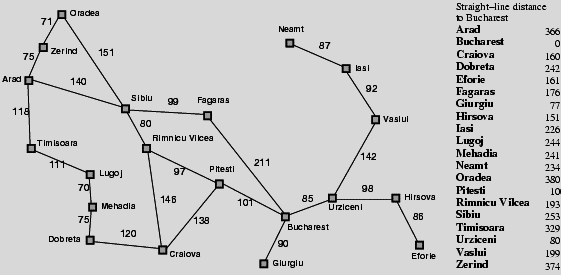 Oradea
71
Neamt
87
Zerind
151
75
Iasi
Arad
140
92
Sibiu
99
Fagaras
118
80
Vaslui
Rimnicu Vilcea
Timisoara
111
Lugoj
97
Pitesti
211
142
70
98
Hirsova
Mehadia
146
101
85
Urziceni
75
138
86
Bucharest
120
90
Dobreta
Craiova
Eforie
Giurgiu
Straight–line distance
to Bucharest
Arad 366
Bucharest 0
Craiova 160
Dobreta 242
Eforie 161
Fagaras 176
Giurgiu 77
Hirsova 151
Iasi 226
Lugoj 244
Mehadia 241
Neamt 234
Oradea 380
Pitesti 10
Rimnicu Vilcea 193
Sibiu 253
Timisoara 329
Urziceni 80
Vaslui 199
Zerind 374